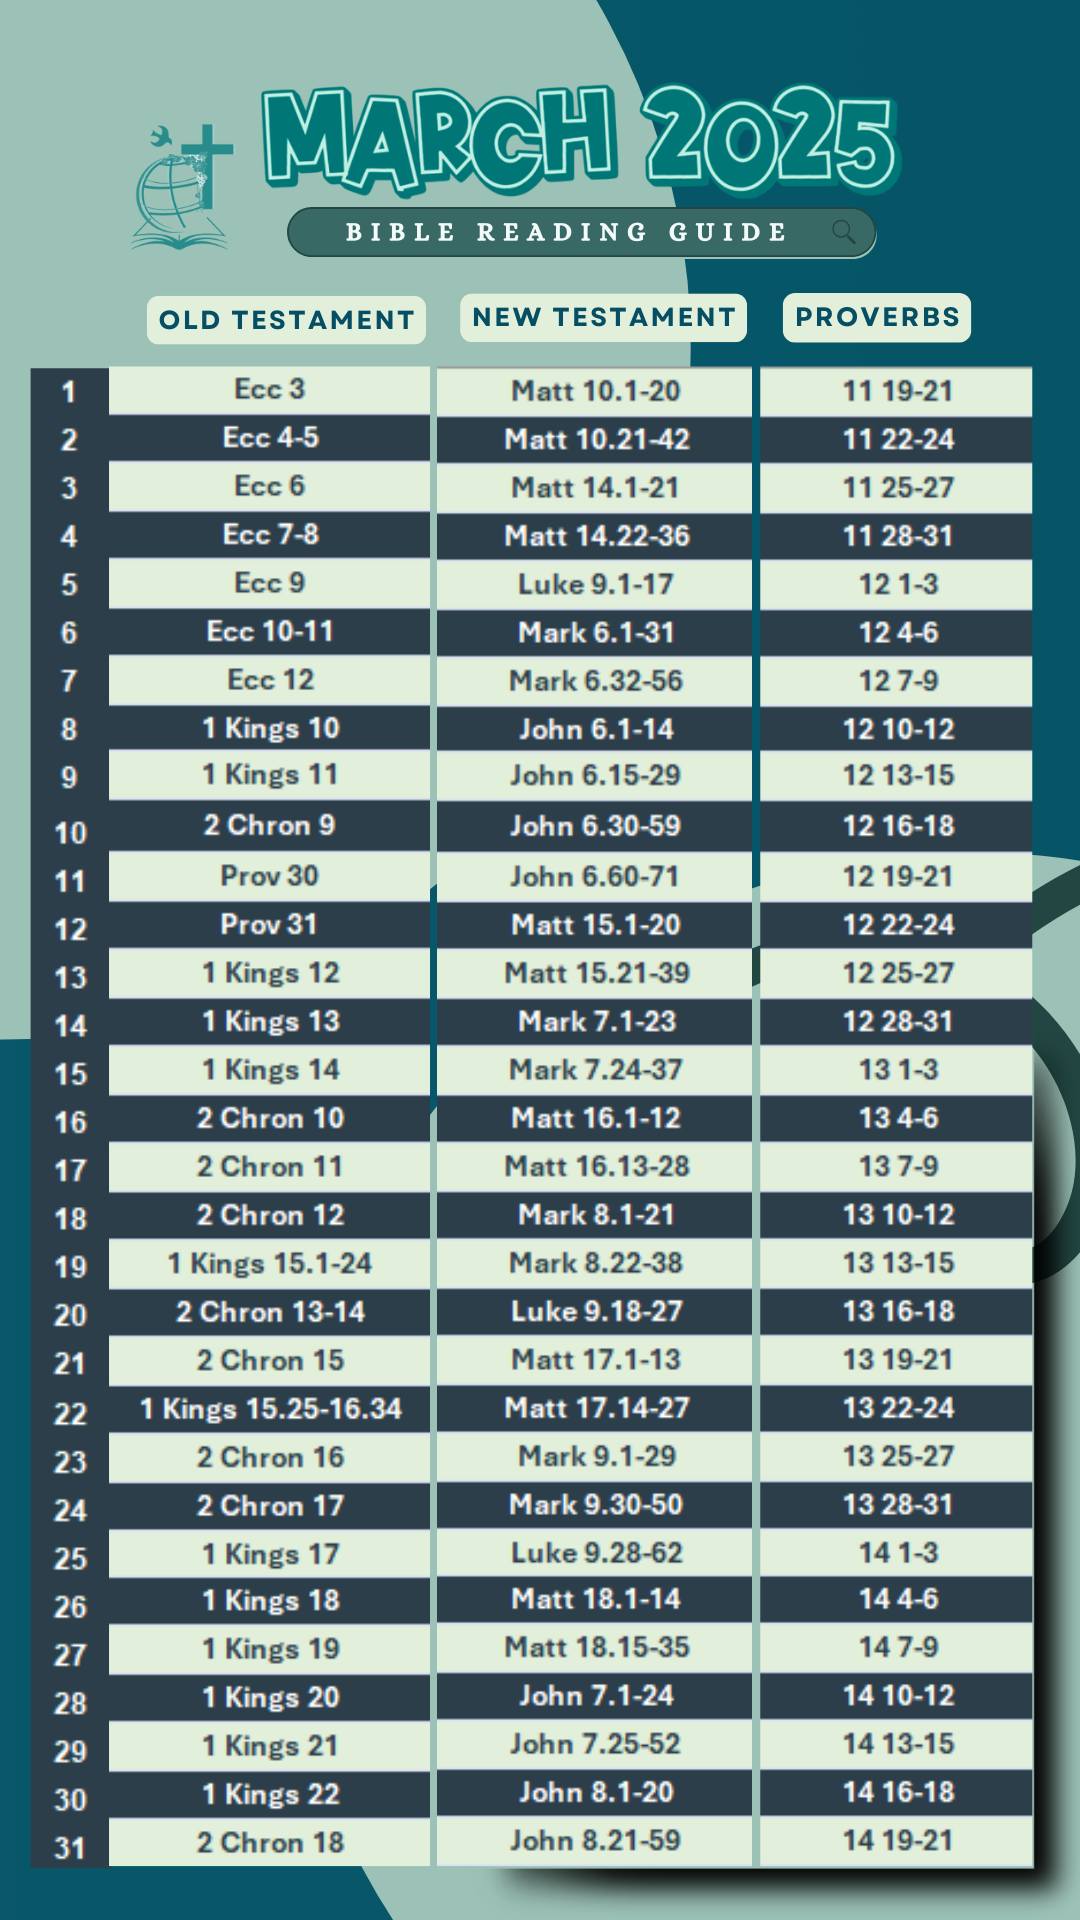 MARCH 2025
BIBLE READING GUIDE
OLD TESTAMENT NEW TESTAMENT PROVERBS
1 Ecc 3 Matt 10.1-20 11 19-21
2 Ecc 4-5 Matt 10.21-42 11 22-24
3 Ecc 6 Matt 14.1-21 11 25-27
4 Ecc 7-8 Matt 14.22-36 11 28-31
5 Ecc 9 Luke 9.1-17 12 1-3
6 Ecc 10-11 Mark 6.1-31 12 4-6
7 Ecc 12 Mark 6.32-56 12 7-9
8 1 Kings 10 John 6.1-14 12 10-12
9 1 Kings 11 John 6.15-29 12 13-15
10 2 Chron 9 John 6.30-59 12 16-18
11 Prov 30 John 6.60-71 12 19-21
12 Prov 31 Matt 15.1-20 12 22-24
13 1 Kings 12 Matt 15.21-39 12 25-27
14 1 Kings 13 Mark 7.1-23 12 28-31
15 1 Kings 14 Mark 7.24-37 13 1-3
16 2 Chron 10 Matt 16.1-12 13 4-6
17 2 Chron 11 Matt 16.13-28 13 7-9
18 2 Chron 12 Mark 8.1-21 13 10-12
19 1 Kings 15.1-24 Mark 8.22-38 13 13-15
20 2 Chron 13-14 Luke 9.18-27 13 16-18
21 2 Chron 15 Matt 17.1-13 13 19-21
22 1 Kings 15.25-16.34 Matt 17.14-27 13 22-24
23 2 Chron 16 Mark 9.1-29 13 25-27
24 2 Chron 17 Mark 9.30-50 13 28-31
25 1 Kings 17 Luke 9.28-62 14 1-3
26 1 Kings 18 Matt 18.1-14 14 4-6
27 1 Kings 19 Matt 18.15-35 14 7-9
28 1 Kings 20 John 7.1-24 14 10-12
29 1 Kings 21 John 7.25-52 14 13-15
30 1 Kings 22 John 8.1-20 14 16-18
31 2 Chron 18 John 8.21-59 14 19-21